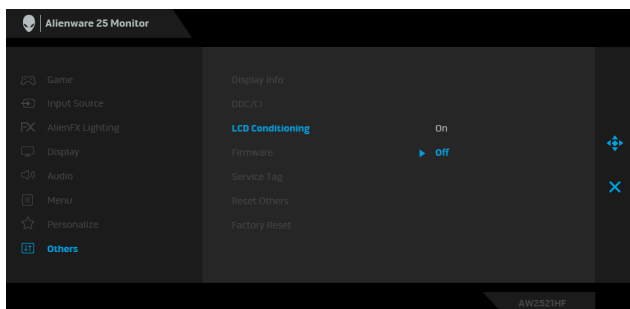 Alienware 25 Monitor
Game
Display Info
Input Source
DDC/CI
FX AlienFX Lighting
LCD Conditioning On
Display
Firmware Off
Audio
Service Tag
Menu
Reset Others
Personalize
Factory Reset
Others
AW2521HF